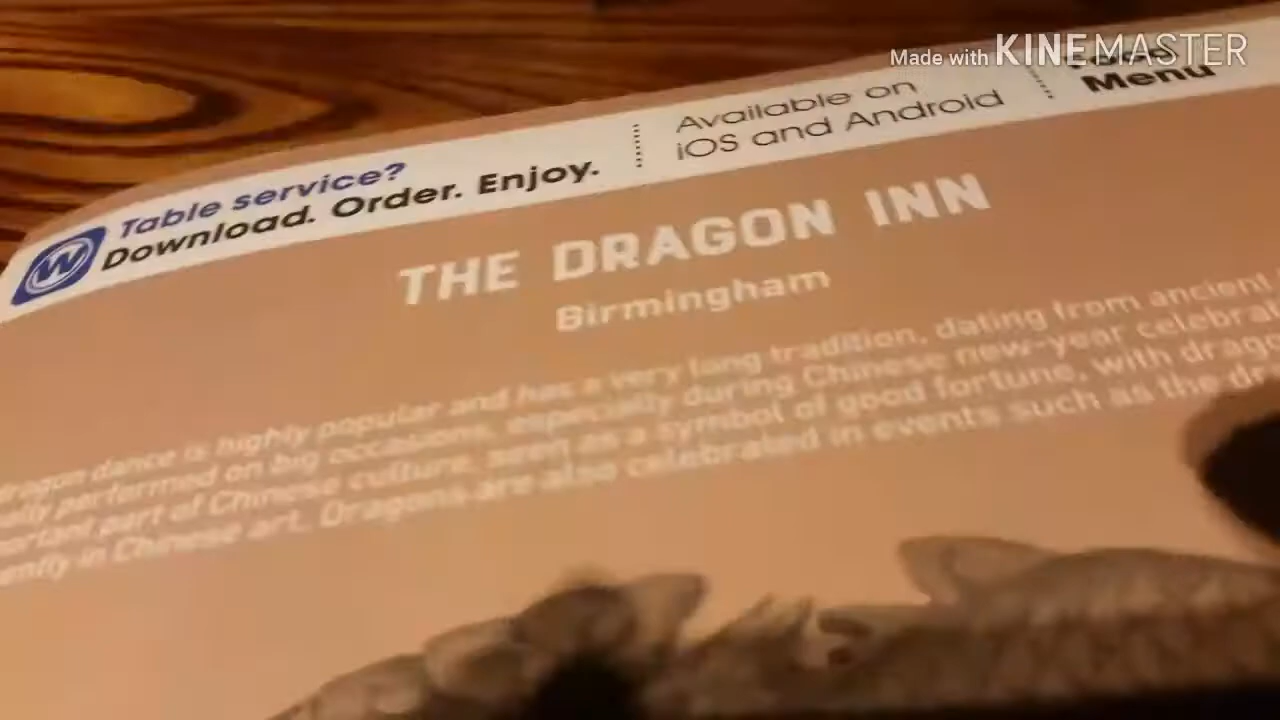 Made with KINEMASTER
Food
Menu
Available on
iOS and Android
Table service?
Download. Order. Enjoy.
W
THE DRAGON INN
Birmingham
dragon dance is highly popular and has a very long tradition, dating from ancient
performed on big occasions, especially during Chinese new-year
part of Chinese culture, seen as a symbol of good fortune, with
in Chinese art. Dragons are also celebrated in events such as the